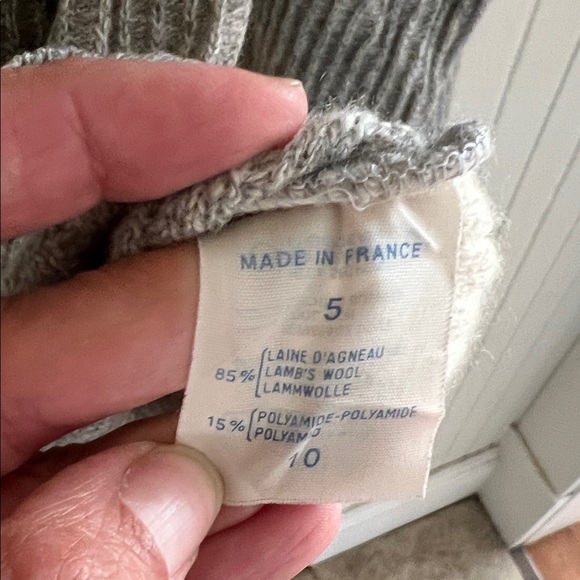 MADE IN FRANCE
5
85% LAINE D'AGNEAU
LAMB'S WOOL
LAMMWOLLE
15% POLYAMIDE-POLYAMIDE
10